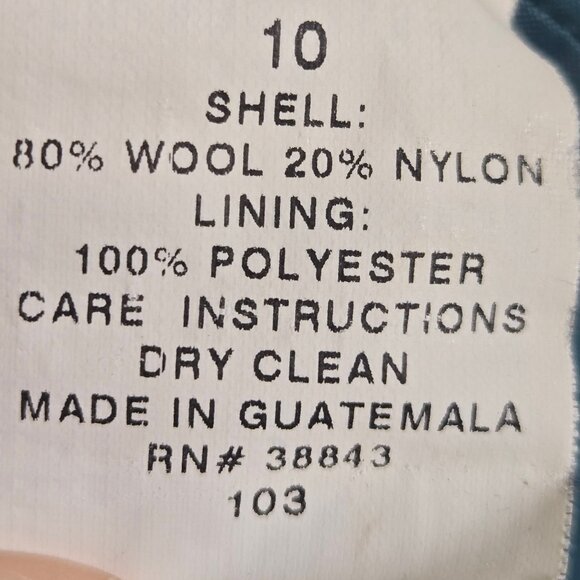 10
SHELL:
80% WOOL 20% NYLON
LINING:
100% POLYESTER
CARE INSTRUCTIONS
DRY CLEAN
MADE IN GUATEMALA
RN# 38843
103